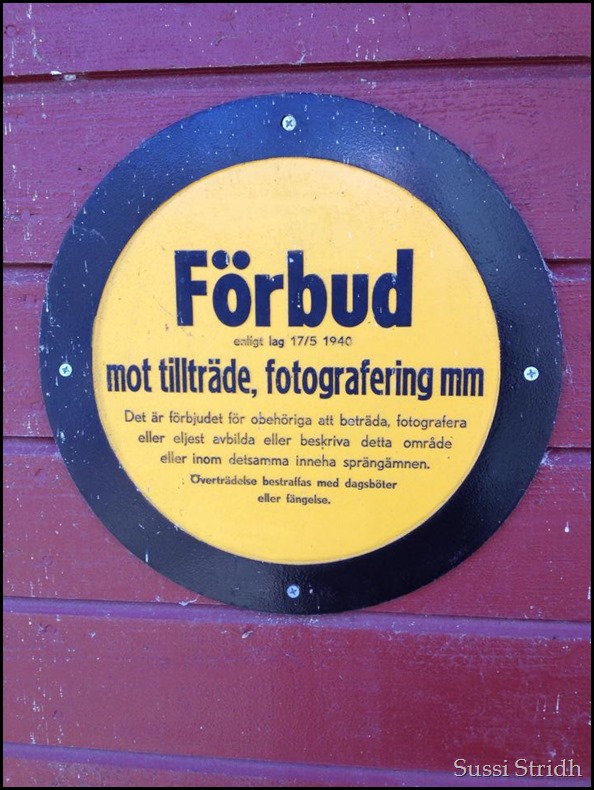 Förbud
enligt lag 17/5 1940
mot tillträde, fotografering mm
Det är förbjudet för obehöriga att beträda, fotografera
eller eljest avbilda eller beskriva detta område
eller inom detsamma inneha sprängämnen.
Överträdelse bestraffas med dagsböter
eller fängelse.
Sussi Stridh